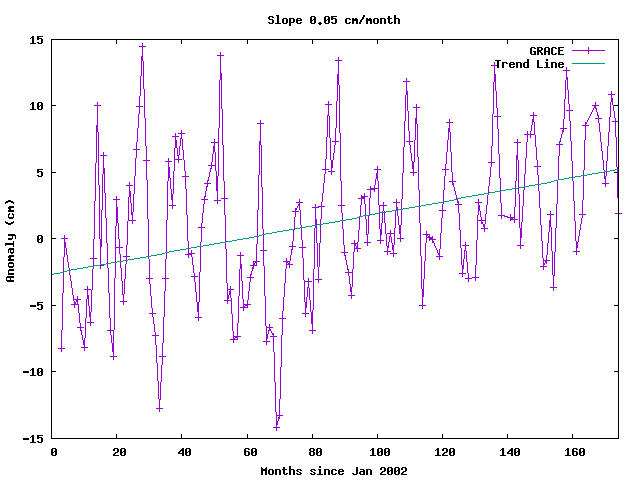 Slope 0.05 cm/month
GRACE
Trend Line
15
10
5
0
-5
-10
-15
Anomaly (cm)
0 20 40 60 80 100 120 140 160
Months since Jan 2002